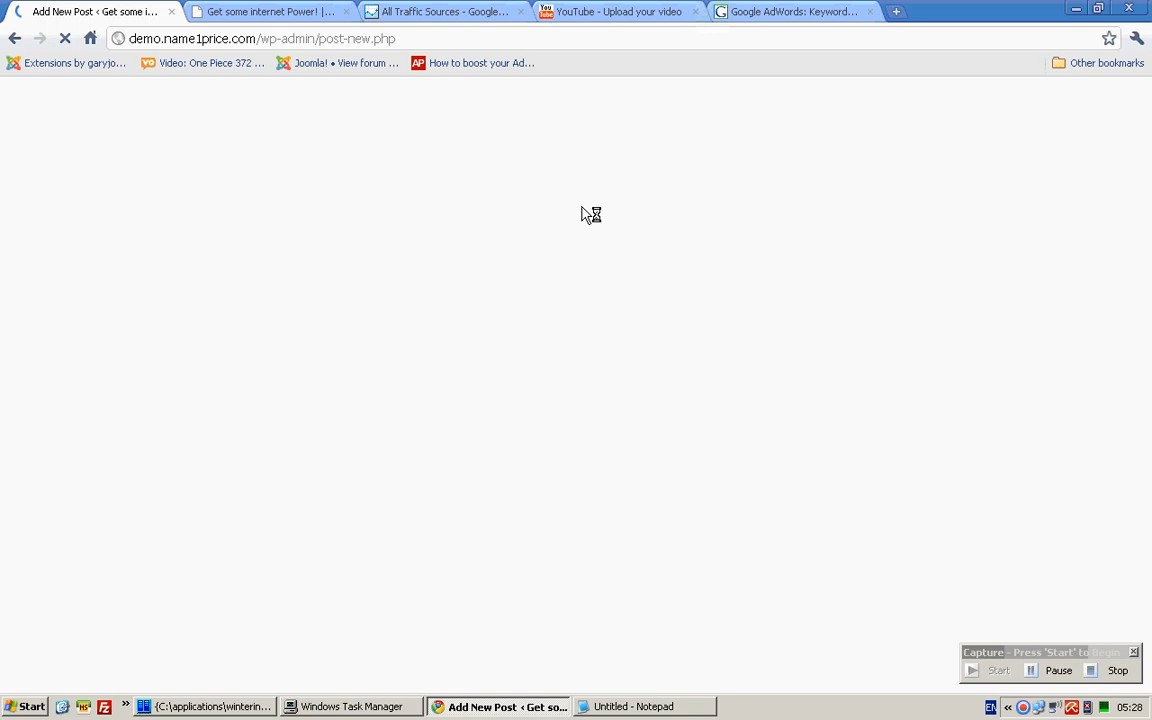 Add New Post ‹ Get some i...
Get some internet Power! |...
All Traffic Sources - Google...
You Tube
YouTube - Upload your video
Google AdWords: Keyword...
demo.name1price.com/wp-admin/post-new.php
Extensions by garyjo...
Video: One Piece 372 ...
Joomla! • View forum ...
AP
How to boost your Ad...
Other bookmarks
Capture - Press 'Start' to Begin
Start
Pause
Stop
Start
{C:\applications\winterin...
Windows Task Manager
Add New Post ‹ Get so...
Untitled - Notepad
EN
05:28